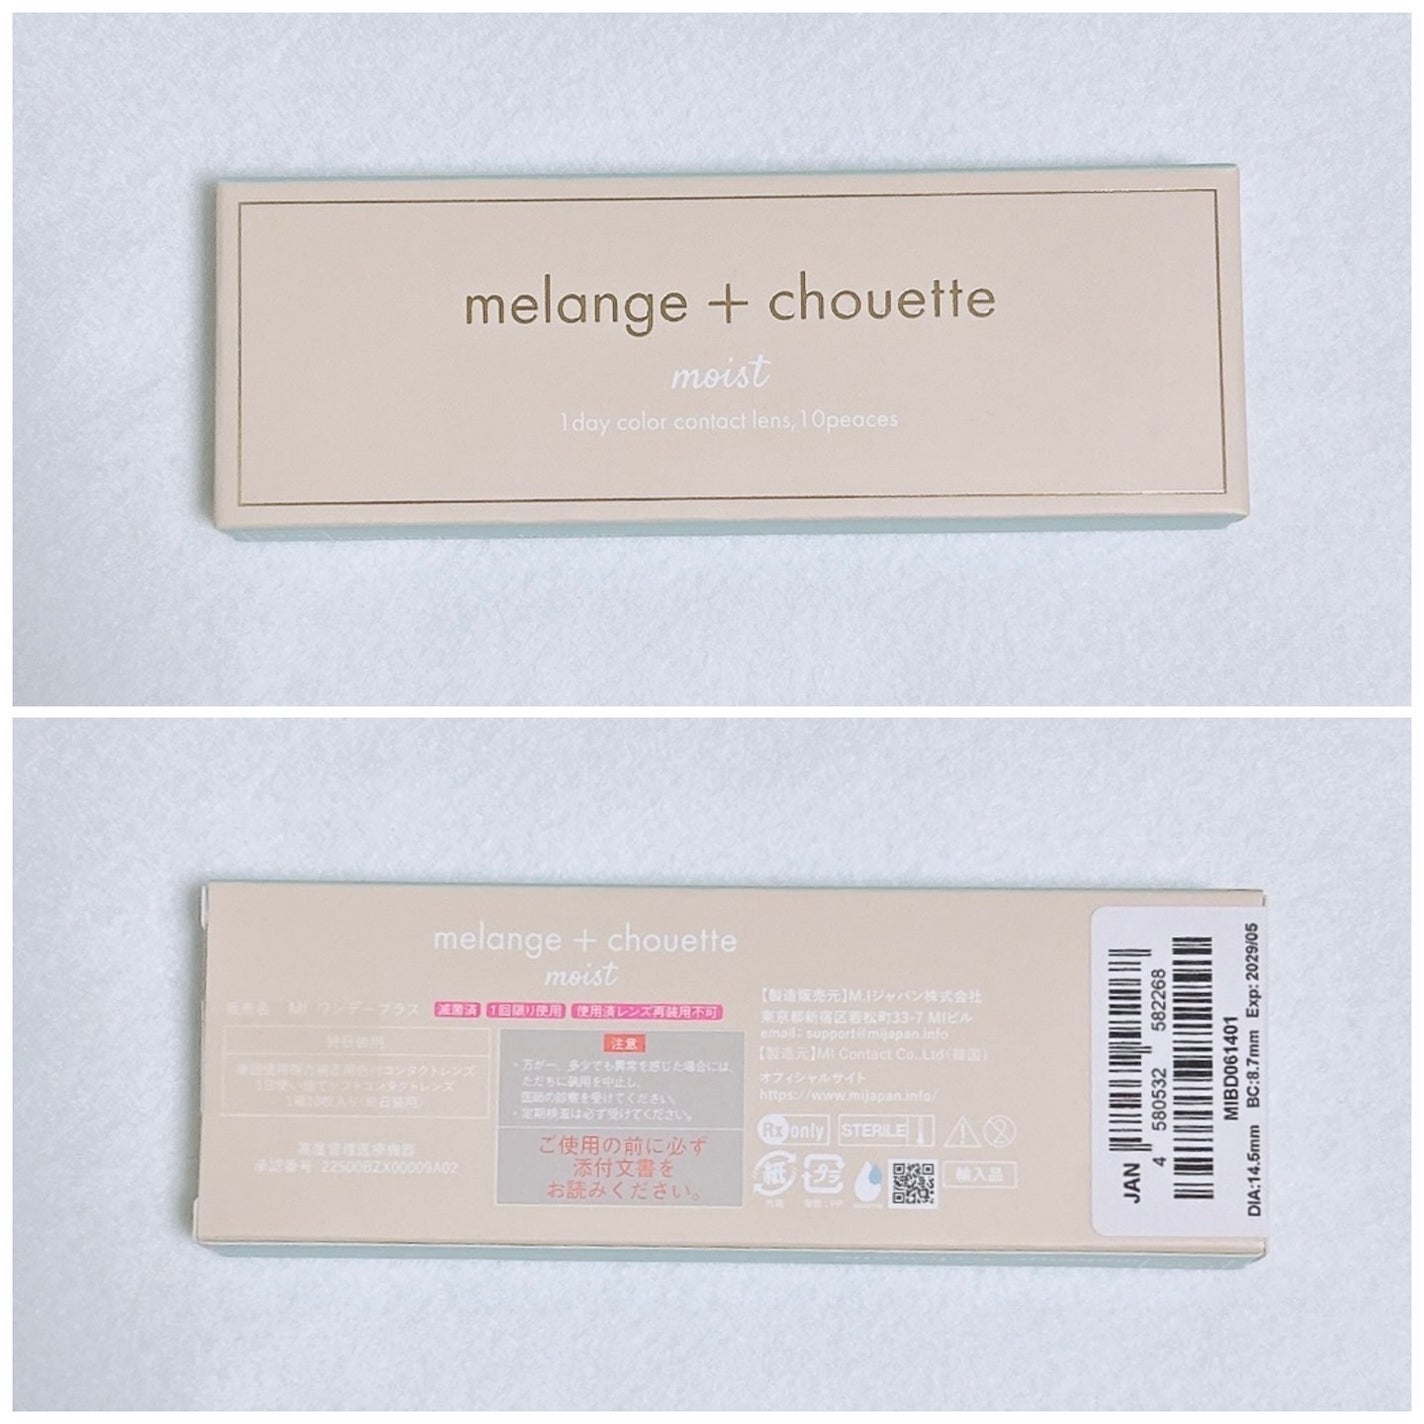 melange + chouette
moist
1day color contact lens, 10peaces
melange + chouette
moist
販売名 MI ワンデープラス 滅菌済 1回限り使用 使用済レンズ再装用不可
終日装用
単回使用視力補正用色付コンタクトレンズ
1日使い捨てソフトコンタクトレンズ
1箱10枚入り(終日装用)
高度管理医療機器
承認番号 22500BZX00009A02
注意
・万が一、多少でも異常を感じた場合には、
ただちに装用を中止し、
医師の診察を受けてください。
・定期検査は必ず受けてください。
ご使用の前に必ず
添付文書を
お読みください。
【製造販売元】M.Iジャパン株式会社
東京都新宿区若松町33-7 MIビル
email: support@mijapan.info
【製造元】MI Contact Co.,Ltd(韓国)
オフィシャルサイト
https://www.mijapan.info/
Rx only STERILE
紙 プラ 輸入品
JAN
4 580532 582268
MIBD061401
DIA:14.5mm BC:8.7mm Exp: 2029/05